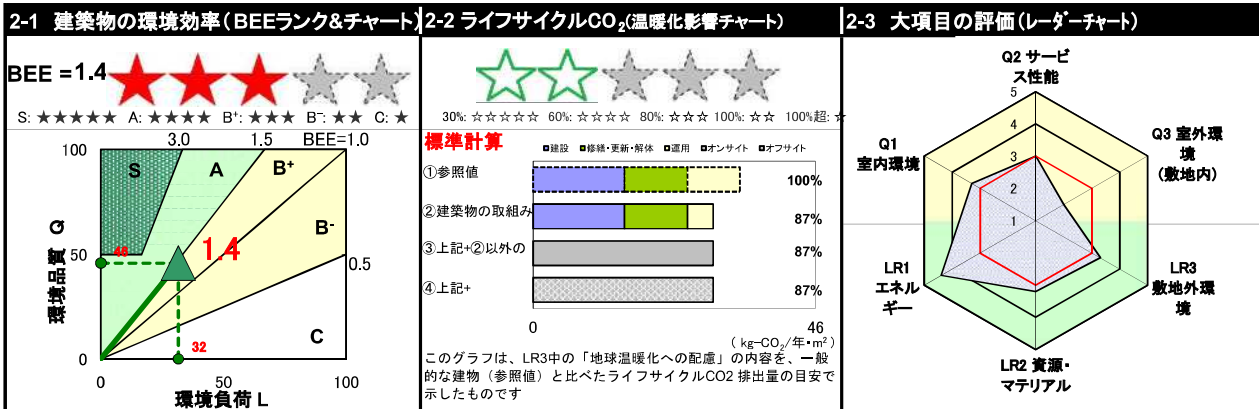 2-1 建築物の環境効率(BEEランク&チャート)
BEE = 1.4
S: ★★★★★ A: ★★★★ B+: ★★★ B-: ★★ C: ★
3.0 1.5 BEE=1.0
100
S
A
B+
B-
50
46
1.4
0.5
環境品質 Q
C
32
0
0 50 100
環境負荷 L
2-2 ライフサイクルCO2(温暖化影響チャート)
30%: ☆☆☆☆☆ 60%: ☆☆☆☆ 80%: ☆☆☆ 100%: ☆☆ 100%超: ☆
標準計算
■建設 ■修繕・更新・解体 □運用 ■オンサイト ■オフサイト
①参照値 100%
②建築物の取組み 87%
③上記+②以外の 87%
④上記+ 87%
0 46
( kg-CO2/年・m2 )
このグラフは、LR3中の「地球温暖化への配慮」の内容を、一般
的な建物（参照値）と比べたライフサイクルCO2 排出量の目安で
示したものです
2-3 大項目の評価(レーダーチャート)
Q2 サービ
ス性能
5
4
3
2
1
Q1
室内環境
Q3 室外環
境
(敷地内)
LR1
エネル
ギー
LR3
敷地外環
境
LR2 資源・
マテリアル